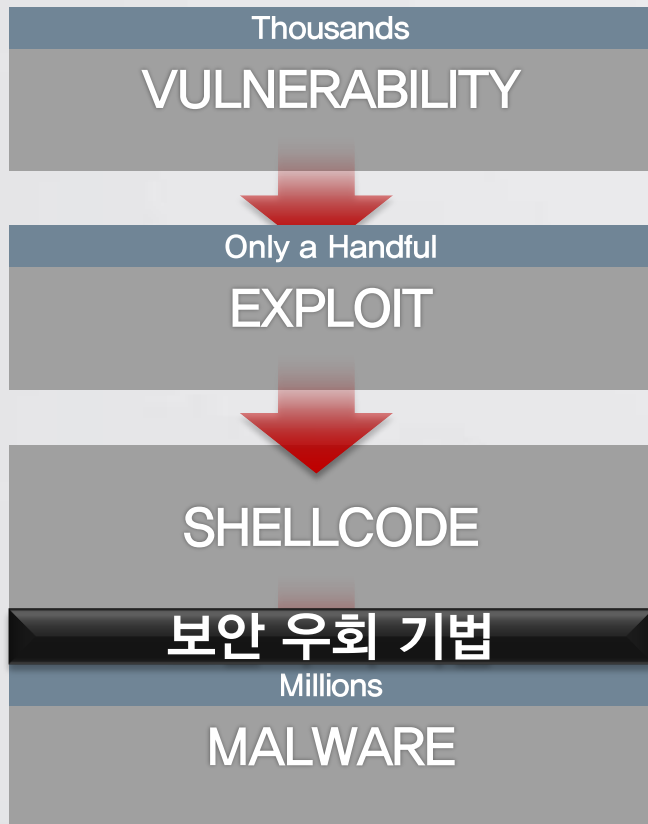 Thousands
VULNERABILITY
Only a Handful
EXPLOIT
SHELLCODE
보안 우회 기법
Millions
MALWARE